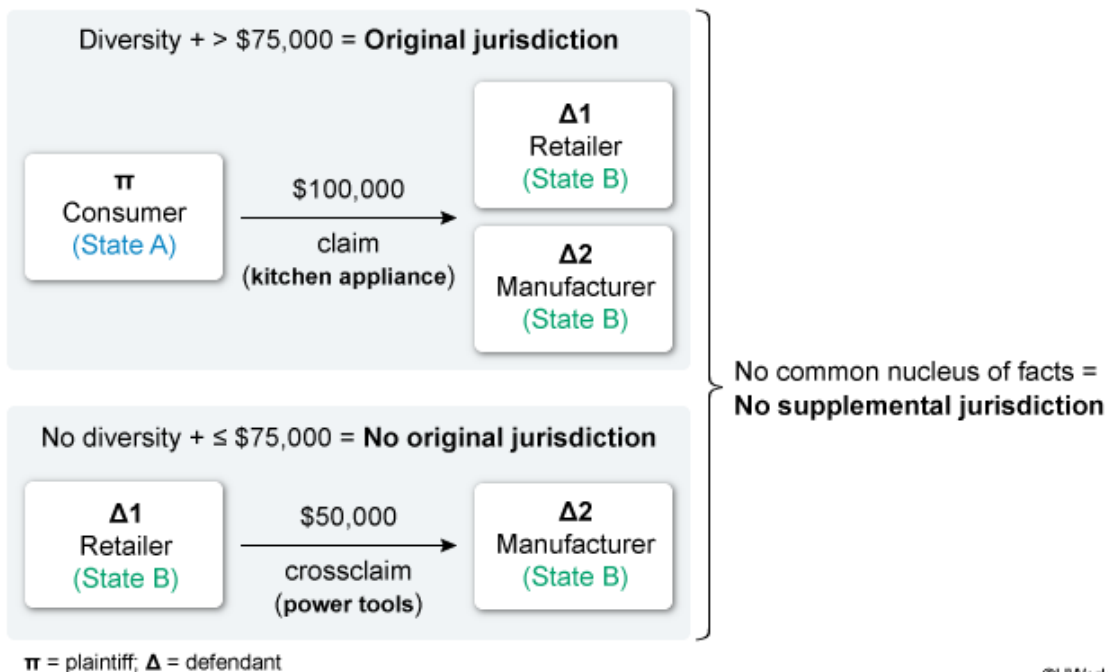 Diversity + > $75,000 = Original jurisdiction
π
Consumer
(State A)
$100,000
claim
(kitchen appliance)
Δ1
Retailer
(State B)
Δ2
Manufacturer
(State B)
No common nucleus of facts =
No supplemental jurisdiction
No diversity + ≤ $75,000 = No original jurisdiction
Δ1
Retailer
(State B)
$50,000
crossclaim
(power tools)
Δ2
Manufacturer
(State B)
π = plaintiff; Δ = defendant